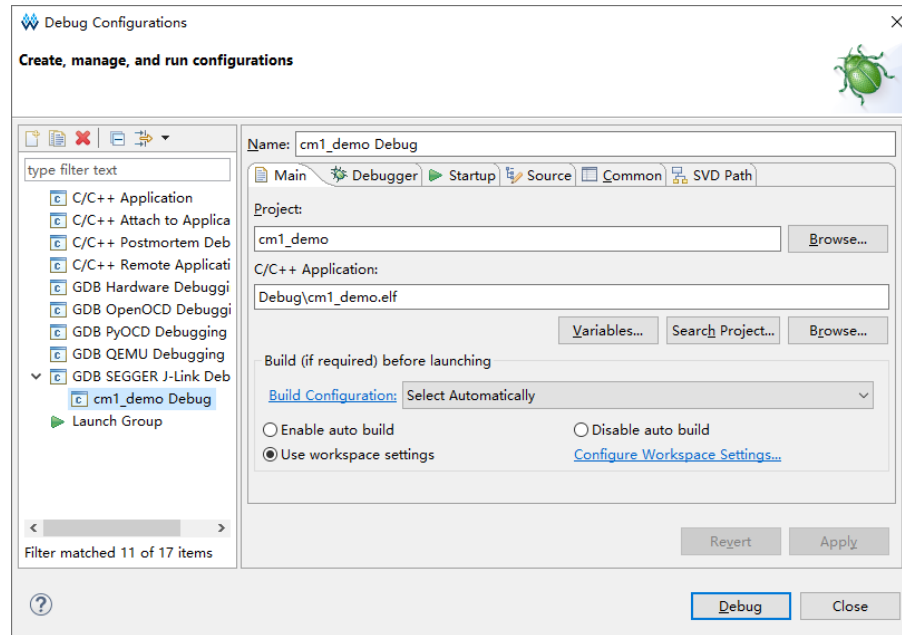 Debug Configurations
Create, manage, and run configurations
Name: cm1_demo Debug
type filter text
Main Debugger Startup Source Common SVD Path
C/C++ Application
C/C++ Attach to Applica
C/C++ Postmortem Deb
C/C++ Remote Applicati
GDB Hardware Debuggi
GDB OpenOCD Debuggi
GDB PyOCD Debugging
GDB QEMU Debugging
GDB SEGGER J-Link Deb
cm1_demo Debug
Launch Group
Filter matched 11 of 17 items
Project:
cm1_demo Browse...
C/C++ Application:
Debug\cm1_demo.elf
Variables... Search Project... Browse...
Build (if required) before launching
Build Configuration: Select Automatically
Enable auto build Disable auto build
Use workspace settings Configure Workspace Settings...
Revert Apply
Debug Close